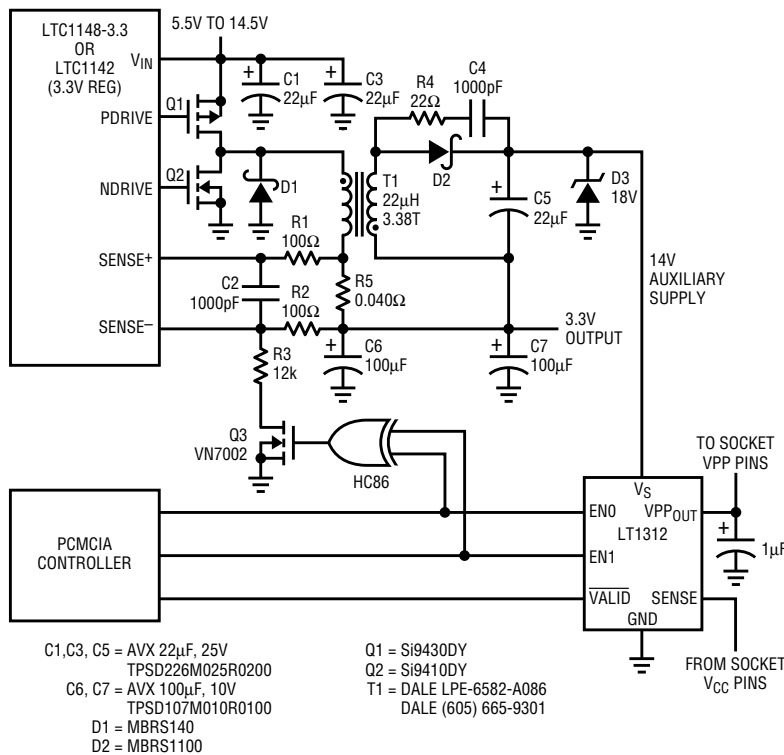 LTC1148-3.3
OR
LTC1142
(3.3V REG)
VIN
PDRIVE
NDRIVE
SENSE+
SENSE–
5.5V TO 14.5V
Q1
Q2
D1
+
C1
22µF
+
C3
22µF
R4
22Ω
C4
1000pF
D2
T1
22µH
3.38T
+
C5
22µF
D3
18V
R1
100Ω
C2
1000pF
R2
100Ω
R5
0.040Ω
14V
AUXILIARY
SUPPLY
3.3V
OUTPUT
R3
12k
+
C6
100µF
+
C7
100µF
Q3
VN7002
HC86
TO SOCKET
VPP PINS
PCMCIA
CONTROLLER
VS
EN0
VPPOUT
LT1312
EN1
VALID
SENSE
GND
+
1µF
FROM SOCKET
VCC PINS
C1,C3, C5 = AVX 22µF, 25V
TPSD226M025R0200
C6, C7 = AVX 100µF, 10V
TPSD107M010R0100
D1 = MBRS140
D2 = MBRS1100
Q1 = Si9430DY
Q2 = Si9410DY
T1 = DALE LPE-6582-A086
DALE (605) 665-9301